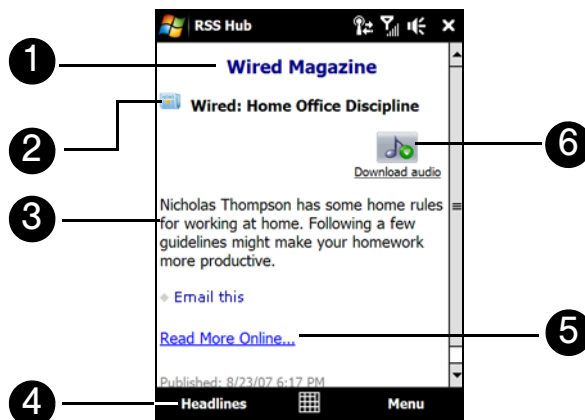 RSS Hub
1
Wired Magazine
2
Wired: Home Office Discipline
6
Download audio
3
Nicholas Thompson has some home rules
for working at home. Following a few
guidelines might make your homework
more productive.
Email this
5
Read More Online...
Published: 8/23/07 6:17 PM
4
Headlines
Menu